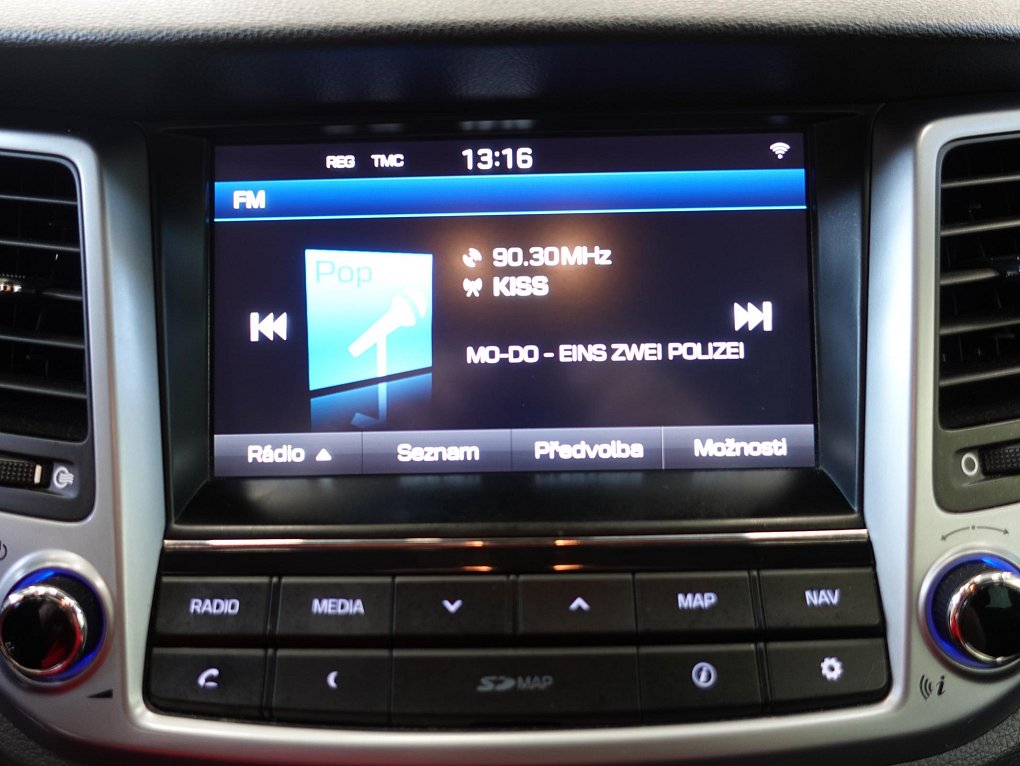 REG TMC 13:16
FM
Pop
90.30MHz
KISS
MO-DO - EINS ZWEI POLIZEI
Rádio Seznam Předvolba Možnosti
RADIO MEDIA MAP NAV
SD MAP i
i